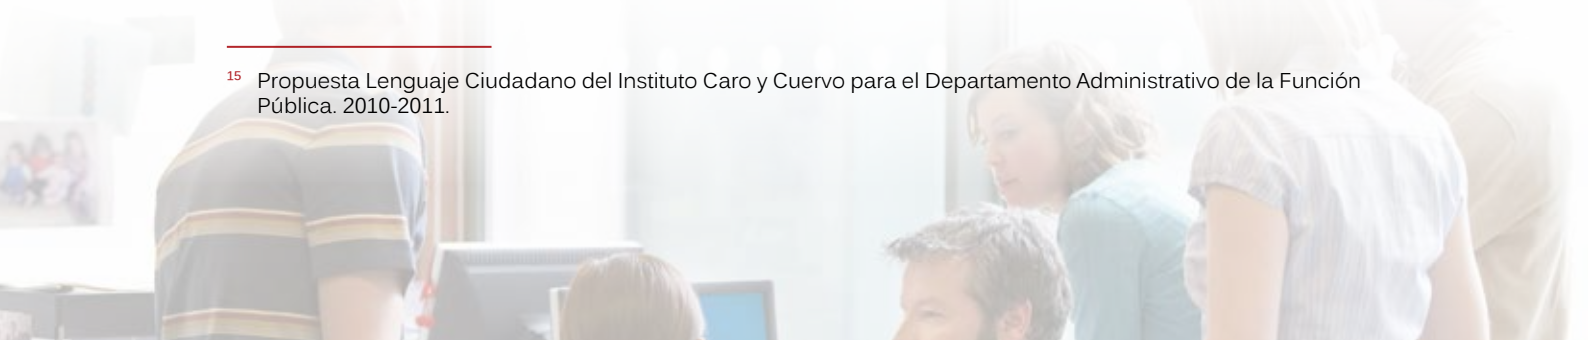 15 Propuesta Lenguaje Ciudadano del Instituto Caro y Cuervo para el Departamento Administrativo de la Función
Pública. 2010-2011.